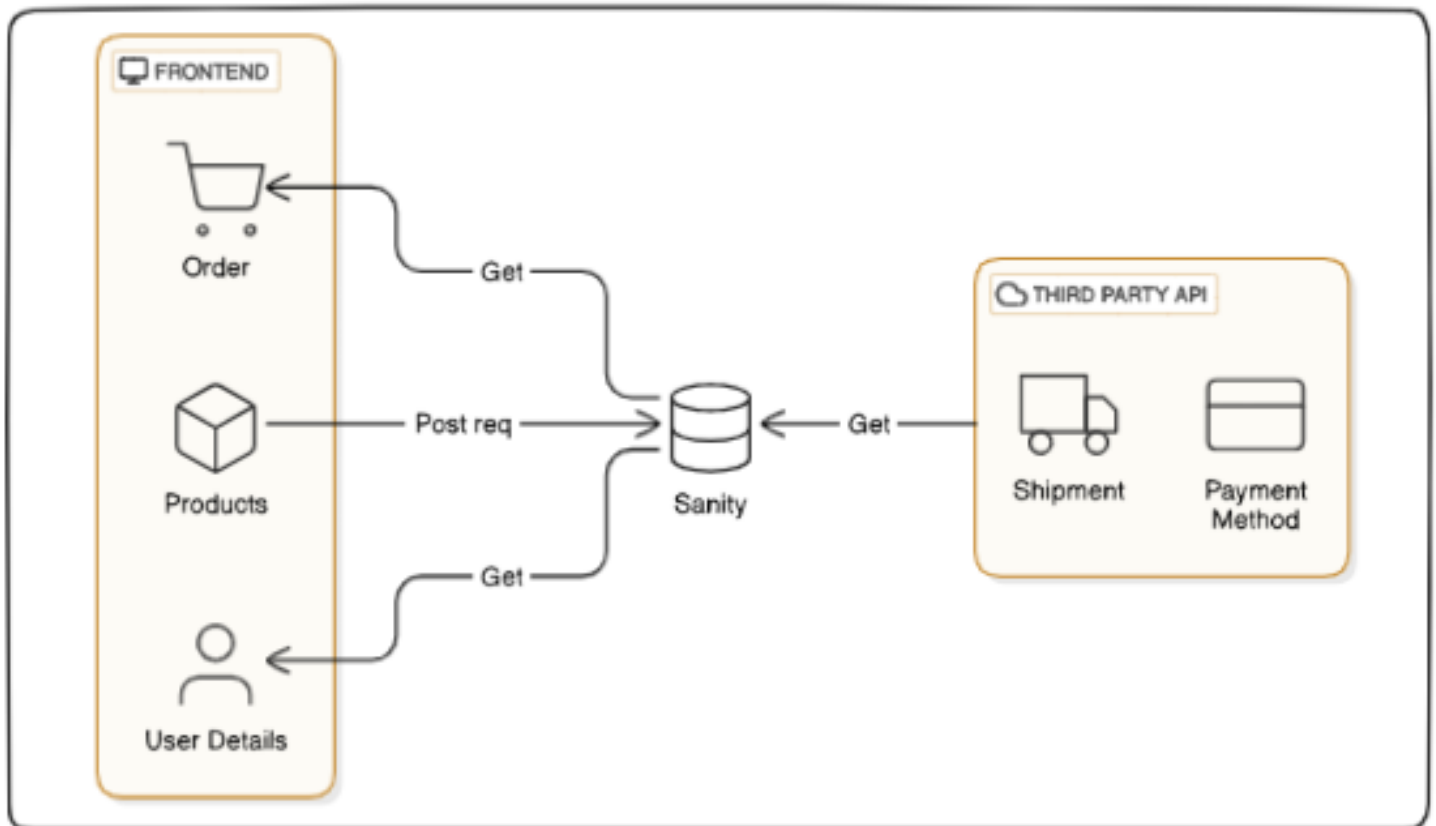 FRONTEND
Order
Get
THIRD PARTY API
Products
Post req
Sanity
Get
Shipment
Payment
Method
Get
User Details